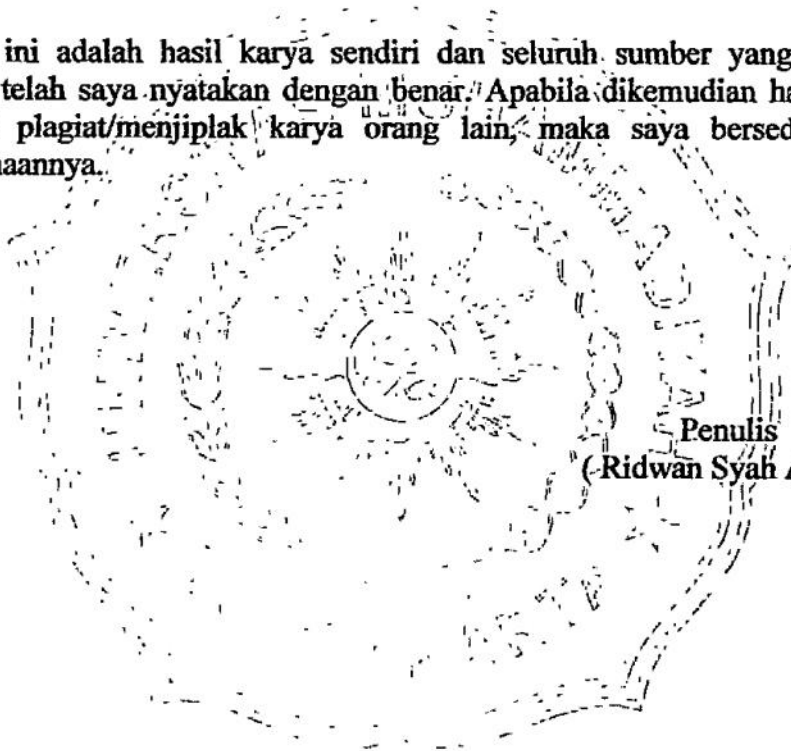 ini adalah hasil karya sendiri dan seluruh sumber yang
telah saya nyatakan dengan benar. Apabila dikemudian ha
plagiat/menjiplak karya orang lain, maka saya bersed
aannya.
Penulis
( Ridwan Syah A